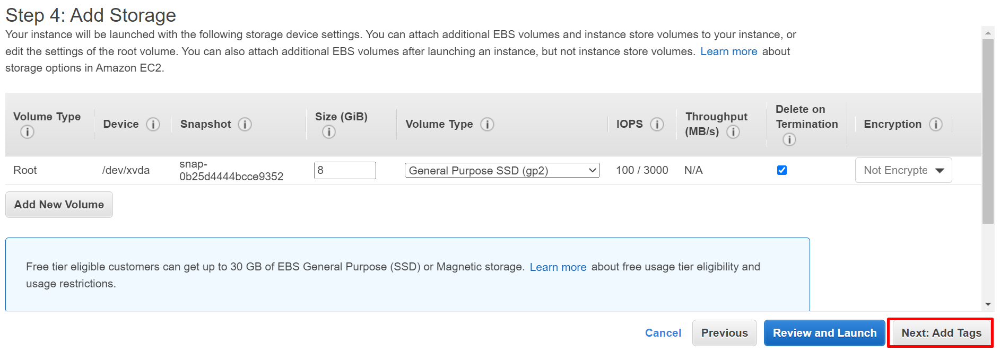 Step 4: Add Storage
Your instance will be launched with the following storage device settings. You can attach additional EBS volumes and instance store volumes to your instance, or
edit the settings of the root volume. You can also attach additional EBS volumes after launching an instance, but not instance store volumes. Learn more about
storage options in Amazon EC2.
Volume Type
Device
Snapshot
Size (GiB)
Volume Type
IOPS
Throughput
(MB/s)
Delete on
Termination
Encryption
Root
/dev/xvda
snap-
0b25d4444bcce9352
8
General Purpose SSD (gp2)
100 / 3000
N/A
Not Encrypte
Add New Volume
Free tier eligible customers can get up to 30 GB of EBS General Purpose (SSD) or Magnetic storage. Learn more about free usage tier eligibility and
usage restrictions.
Cancel
Previous
Review and Launch
Next: Add Tags